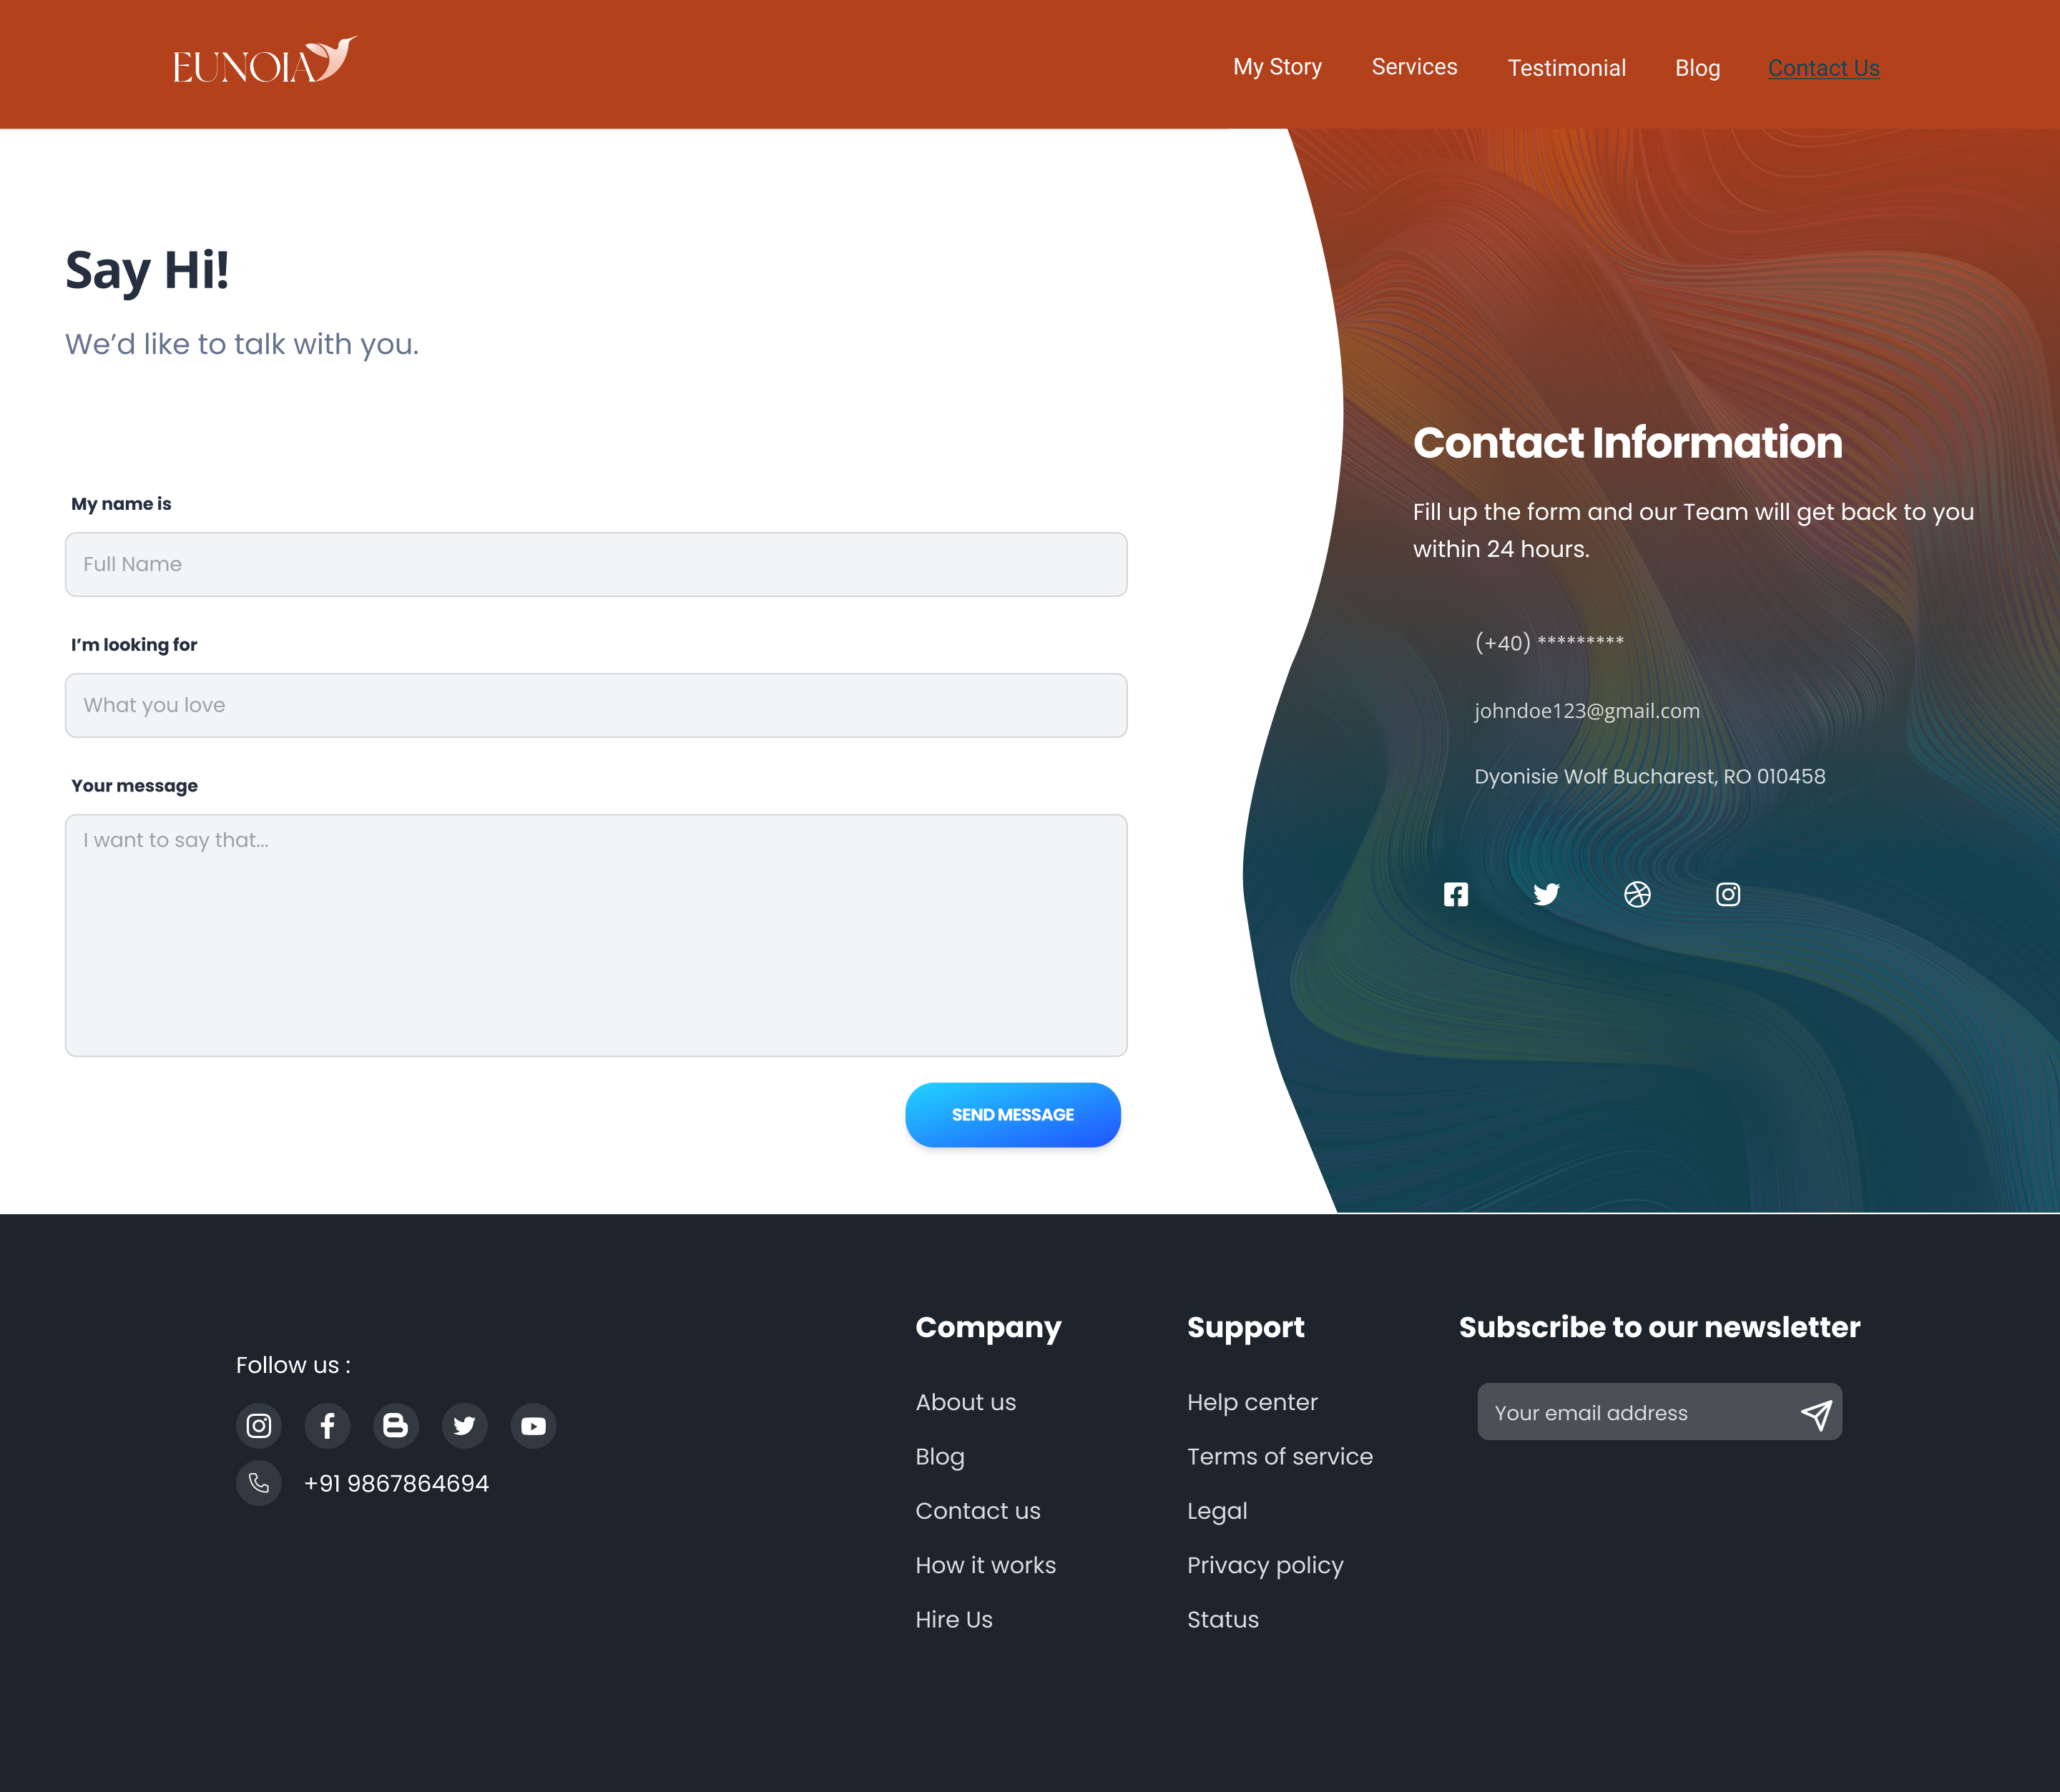 EUNOIA
My Story
Services
Testimonial
Blog
Contact Us
Say Hi!
We’d like to talk with you.
My name is
Full Name
I’m looking for
What you love
Your message
I want to say that...
SEND MESSAGE
Contact Information
Fill up the form and our Team will get back to you
within 24 hours.
(+40) *********
johndoe123@gmail.com
Dyonisie Wolf Bucharest, RO 010458
Follow us :
+91 9867864694
Company
About us
Blog
Contact us
How it works
Hire Us
Support
Help center
Terms of service
Legal
Privacy policy
Status
Subscribe to our newsletter
Your email address